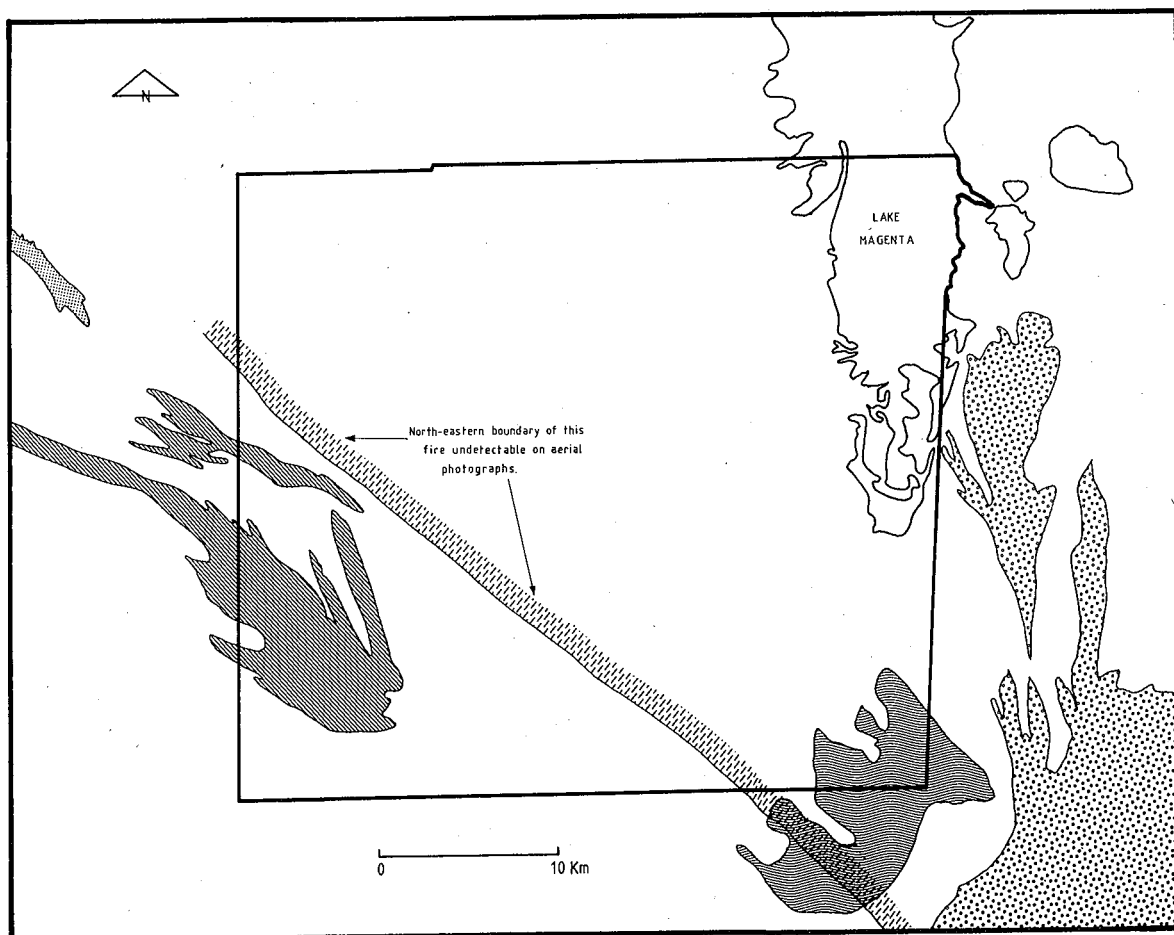 N
LAKE
MAGENTA
North-eastern boundary of this
fire undetectable on aerial
photographs.
0 10 Km